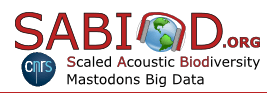 SABIOD.ORG
cnrs
Scaled Acoustic Biodiversity
Mastodons Big Data